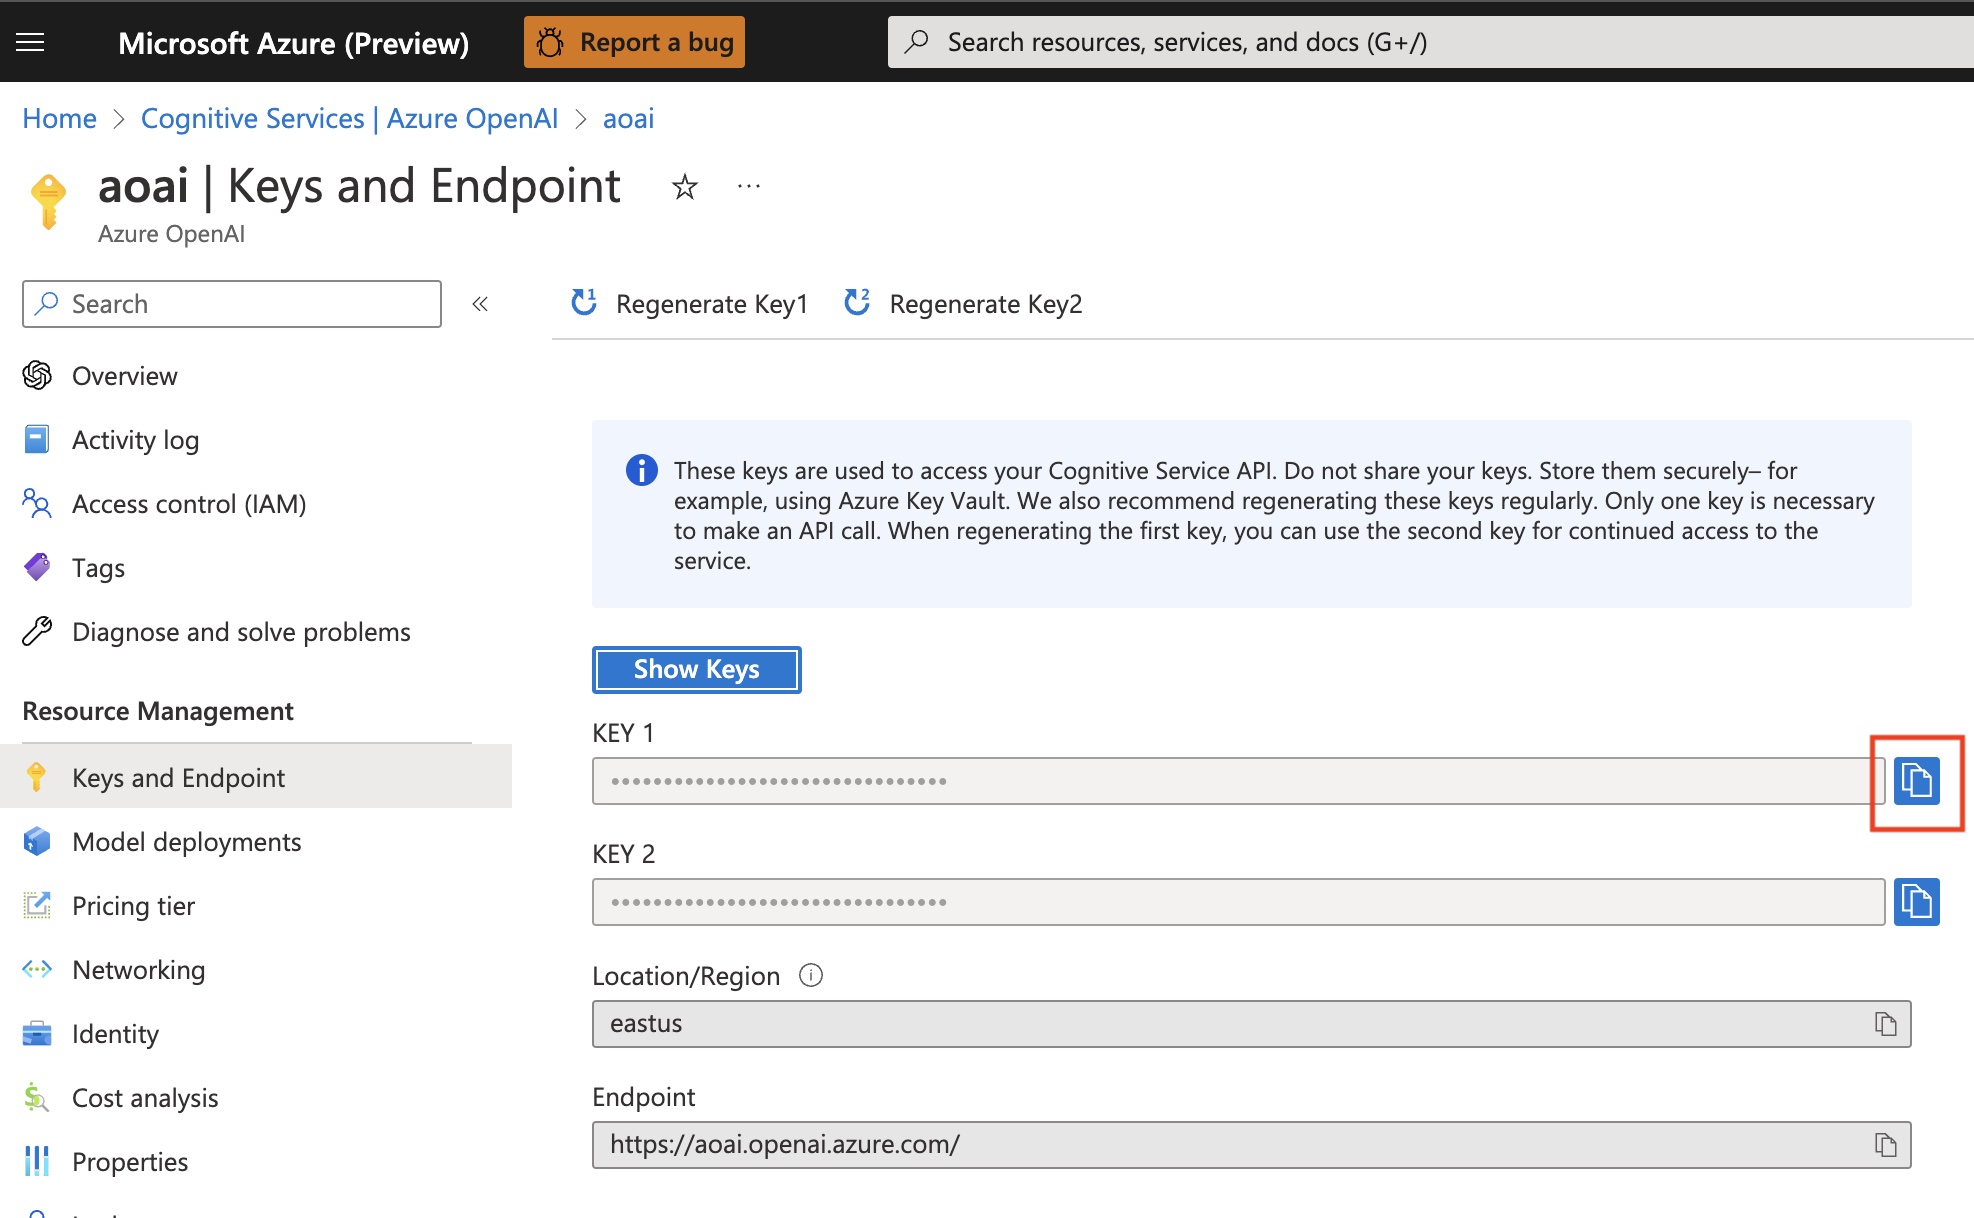 Microsoft Azure (Preview)
Report a bug
Search resources, services, and docs (G+/)
Home > Cognitive Services | Azure OpenAI > aoai
aoai | Keys and Endpoint
Azure OpenAI
Search
Regenerate Key1
Regenerate Key2
Overview
Activity log
Access control (IAM)
Tags
Diagnose and solve problems
Resource Management
Keys and Endpoint
Model deployments
Pricing tier
Networking
Identity
Cost analysis
Properties
These keys are used to access your Cognitive Service API. Do not share your keys. Store them securely– for
example, using Azure Key Vault. We also recommend regenerating these keys regularly. Only one key is necessary
to make an API call. When regenerating the first key, you can use the second key for continued access to the
service.
Show Keys
KEY 1
••••••••••••••••••••••••••••••••
KEY 2
••••••••••••••••••••••••••••••••
Location/Region
eastus
Endpoint
https://aoai.openai.azure.com/